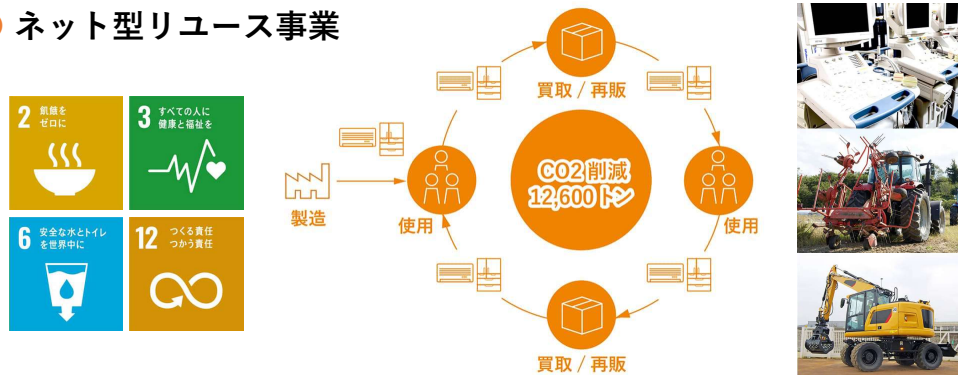 ネット型リユース事業
2 飢餓を
ゼロに
3 すべての人に
健康と福祉を
6 安全な水とトイレ
を世界中に
12 つくる責任
つかう責任
製造
使用
買取 / 再販
CO2 削減
12,600 トン
使用
買取 / 再販